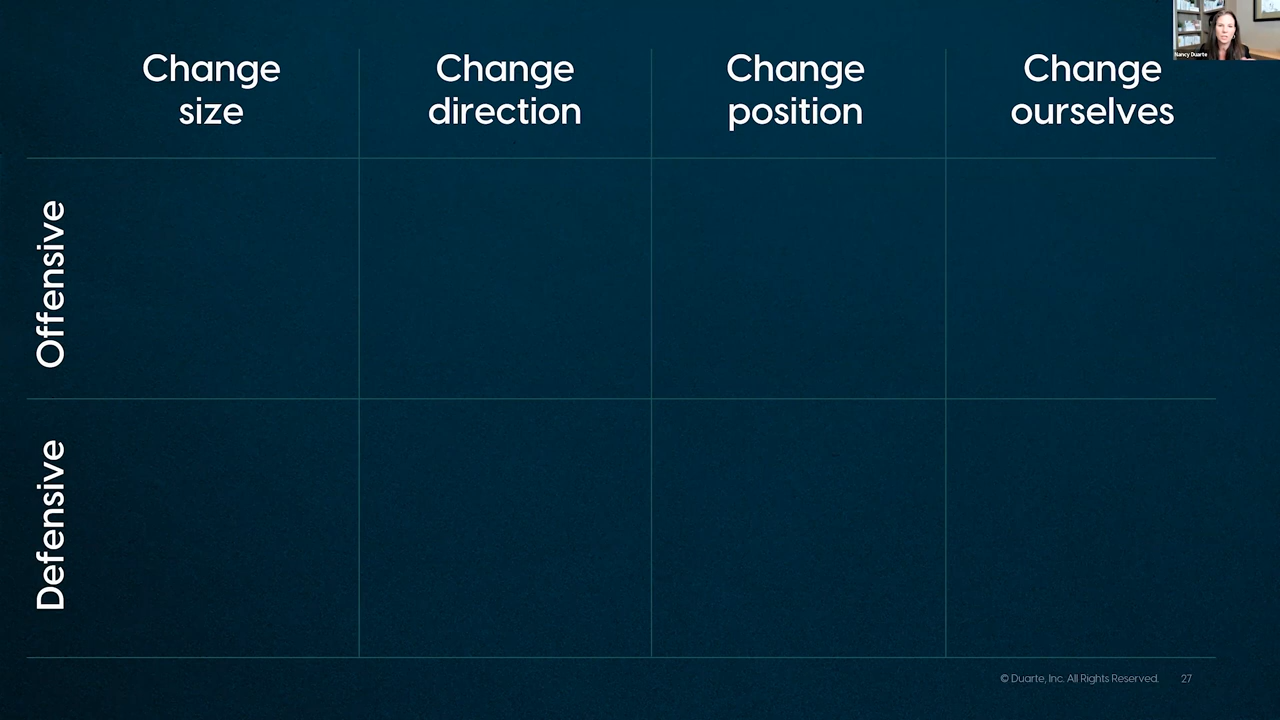 Nancy Duarte
Change
size
Change
direction
Change
position
Change
ourselves
Offensive
Defensive
© Duarte, Inc. All Rights Reserved. 27